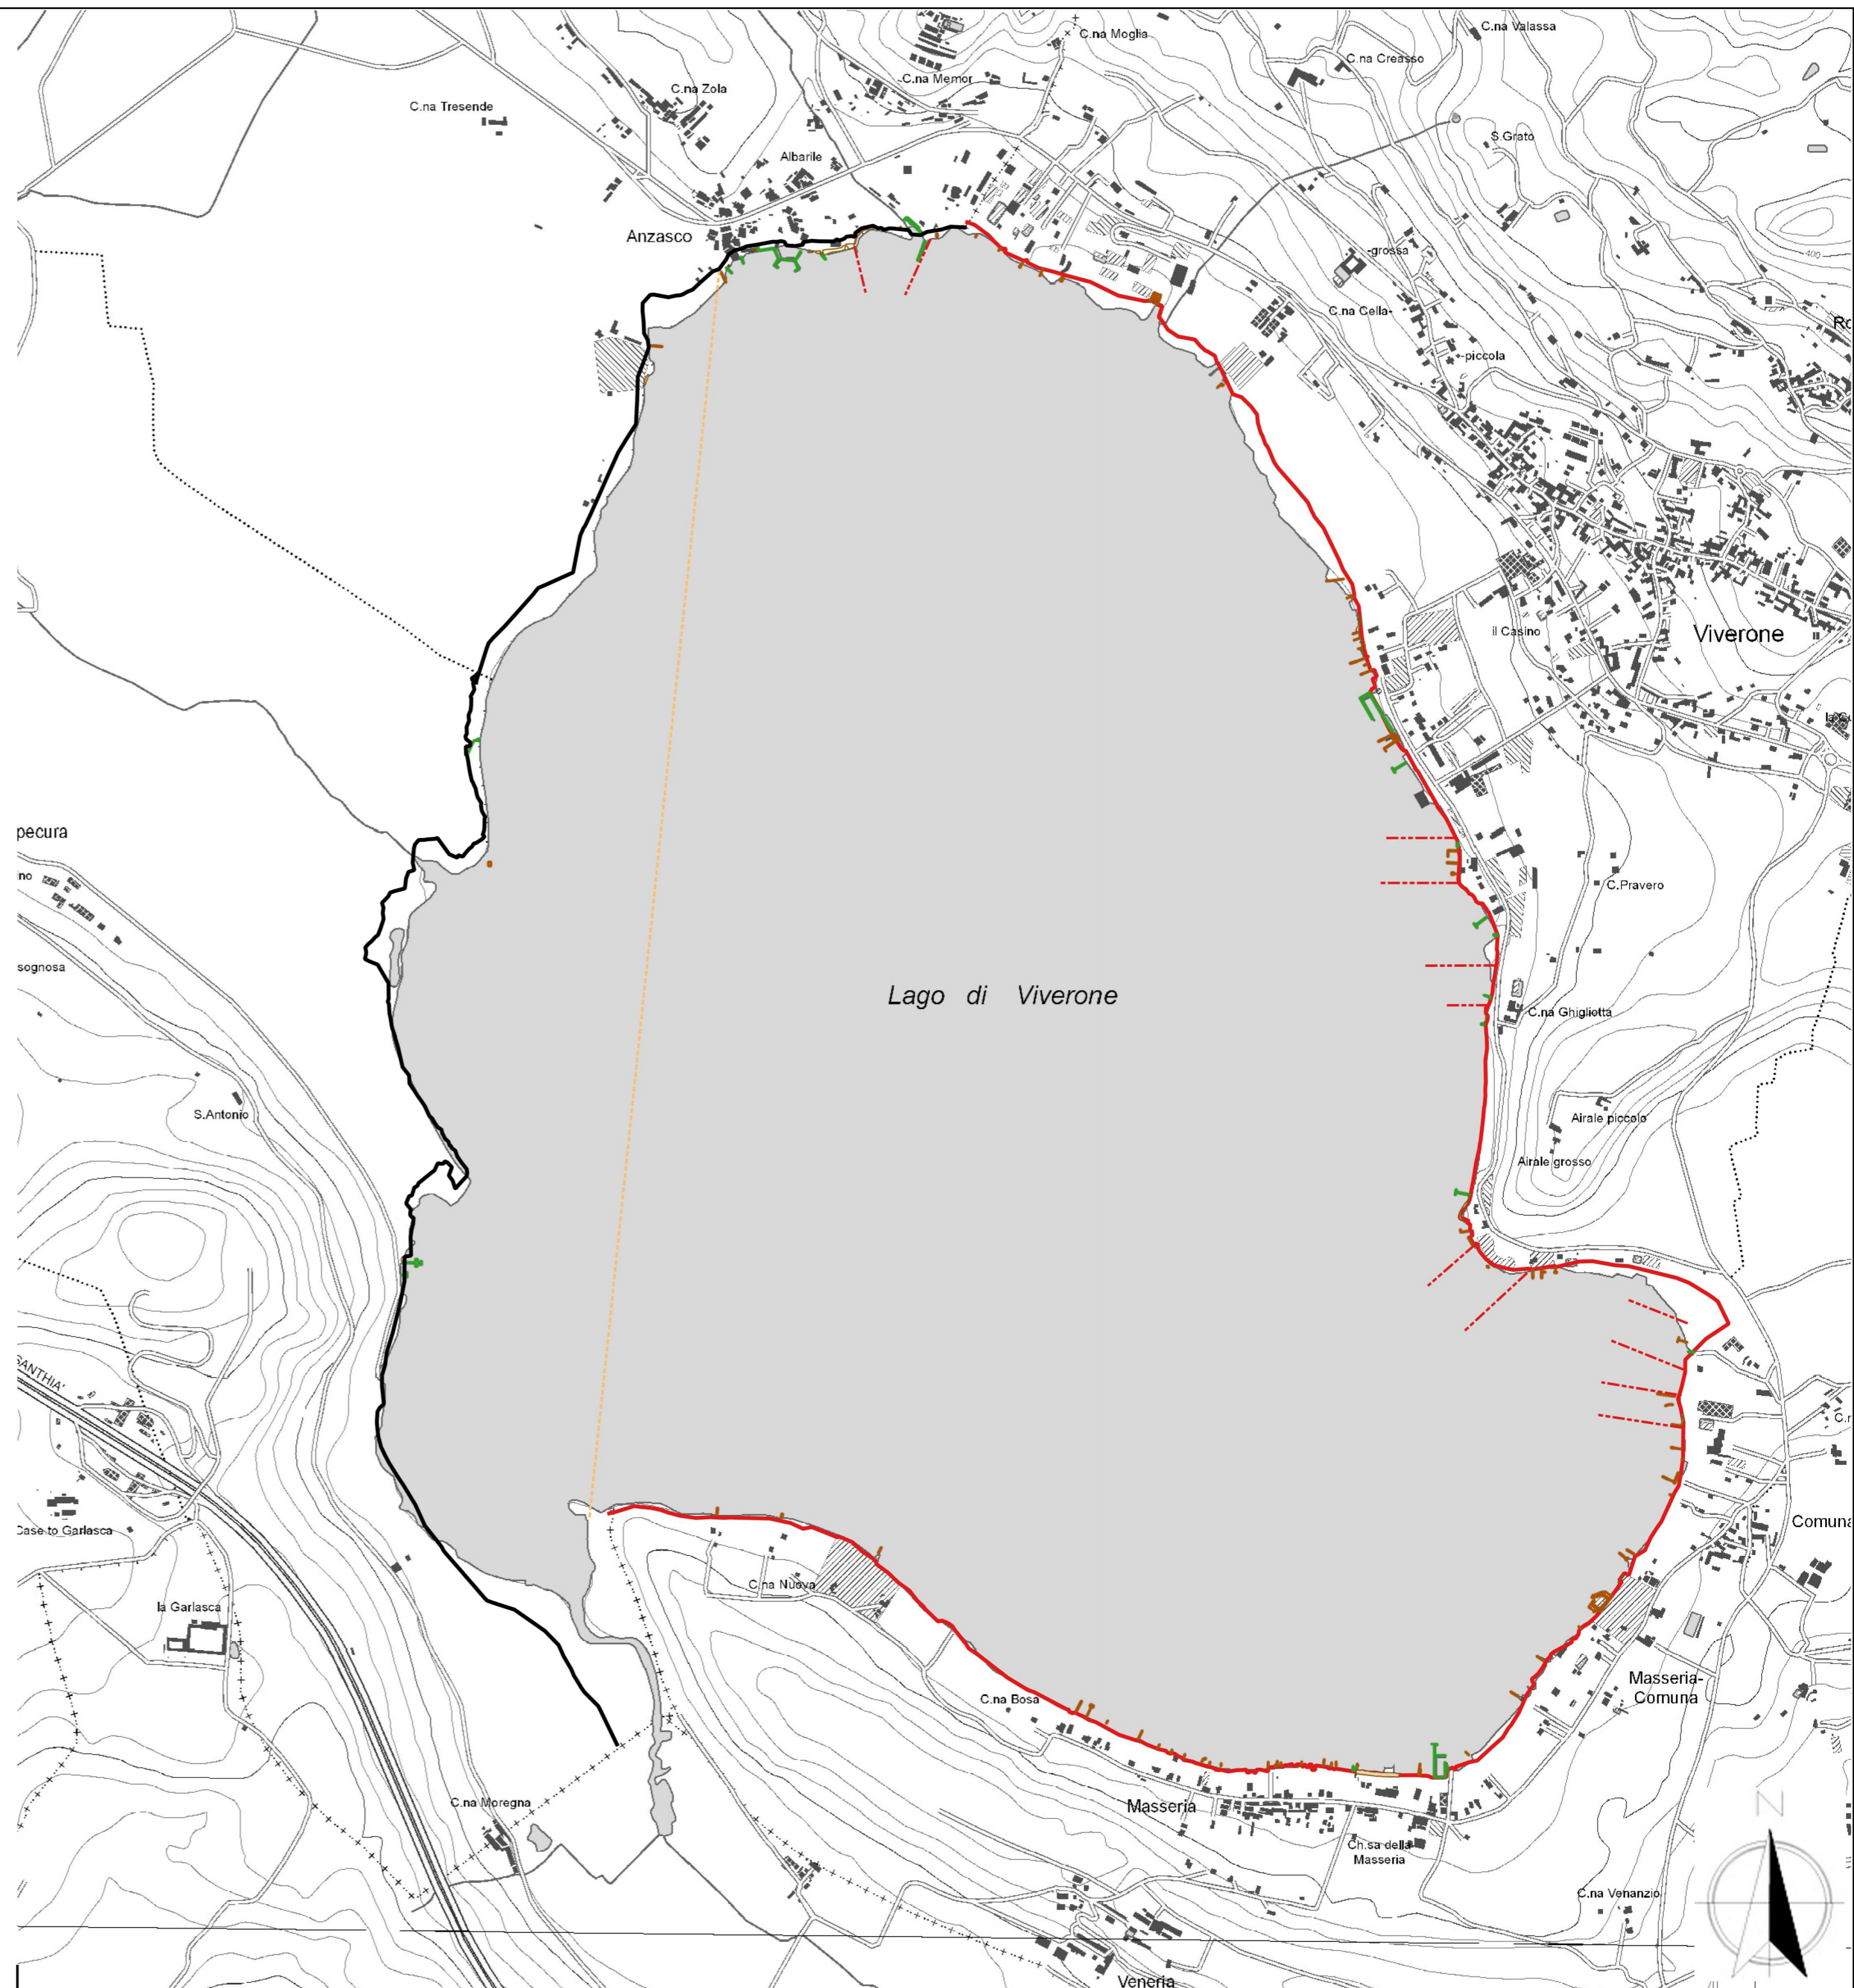 C.na Valassa
C.na Moglia
C.na Creasso
C.na Memor
C.na Zola
C.na Tresende
S.Grato
Albarile
Anzasco
-grossa
400
C.na Cella-
Ro
-piccola
il Casino
Viverone
pecura
ino
C.Pravero
sognosa
Lago di Viverone
C.na Ghigliotta
S.Antonio
Airale piccolo
Airale grosso
SANTHIA'
Case to Garlasca
Comuna
C.na Nuova
la Garlasca
Masseria-
Comuna
C.na Bosa
C.na Moregna
Masseria
N
Ch.sa della
Masseria
C.na Venanzio
Veneria